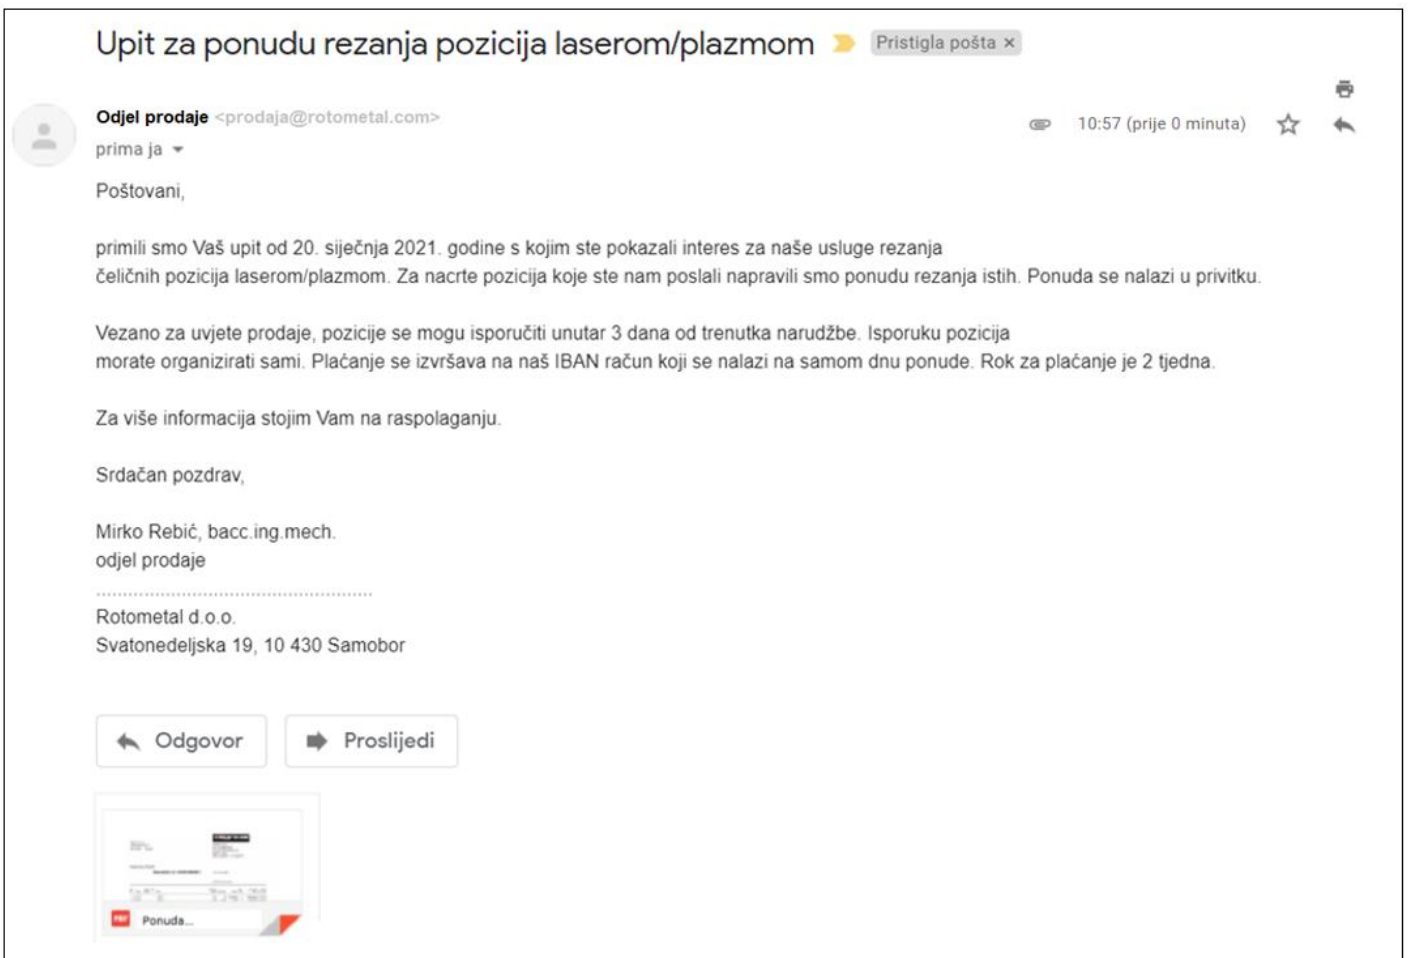 Upit za ponudu rezanja pozicija laserom/plazmom Pristigla pošta ×
Odjel prodaje <prodaja@rotometal.com>
10:57 (prije 0 minuta)
prima ja
Poštovani,
primili smo Vaš upit od 20. siječnja 2021. godine s kojim ste pokazali interes za naše usluge rezanja
čeličnih pozicija laserom/plazmom. Za nacrte pozicija koje ste nam poslali napravili smo ponudu rezanja istih. Ponuda se nalazi u privitku.
Vezano za uvjete prodaje, pozicije se mogu isporučiti unutar 3 dana od trenutka narudžbe. Isporuku pozicija
morate organizirati sami. Plaćanje se izvršava na naš IBAN račun koji se nalazi na samom dnu ponude. Rok za plaćanje je 2 tjedna.
Za više informacija stojim Vam na raspolaganju.
Srdačan pozdrav,
Mirko Rebić, bacc.ing.mech.
odjel prodaje
Rotometal d.o.o.
Svatonedeljska 19, 10 430 Samobor
Odgovor
Proslijedi
PDF Ponuda...